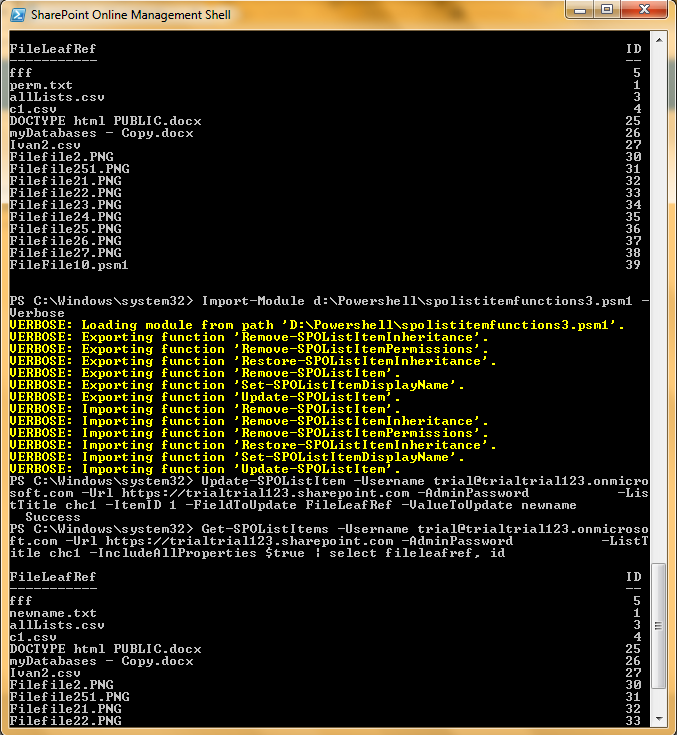 SharePoint Online Management Shell
FileLeafRef ID
----------- --
fff 5
perm.txt 1
allLists.csv 3
c1.csv 4
DOCTYPE html PUBLIC.docx 25
myDatabases - Copy.docx 26
Ivan2.csv 27
Filefile2.PNG 30
Filefile251.PNG 31
Filefile21.PNG 32
Filefile22.PNG 33
Filefile23.PNG 34
Filefile24.PNG 35
Filefile25.PNG 36
Filefile26.PNG 37
Filefile27.PNG 38
FileFile10.psm1 39
PS C:\Windows\system32> Import-Module d:\Powershell\spolistitemfunctions3.psm1 -
Verbose
VERBOSE: Loading module from path 'D:\Powershell\spolistitemfunctions3.psm1'.
VERBOSE: Exporting function 'Remove-SPOListItemInheritance'.
VERBOSE: Exporting function 'Remove-SPOListItemPermissions'.
VERBOSE: Exporting function 'Restore-SPOListItemInheritance'.
VERBOSE: Exporting function 'Remove-SPOListItem'.
VERBOSE: Exporting function 'Set-SPOListItemDisplayName'.
VERBOSE: Exporting function 'Update-SPOListItem'.
VERBOSE: Importing function 'Remove-SPOListItem'.
VERBOSE: Importing function 'Remove-SPOListItemInheritance'.
VERBOSE: Importing function 'Remove-SPOListItemPermissions'.
VERBOSE: Importing function 'Restore-SPOListItemInheritance'.
VERBOSE: Importing function 'Set-SPOListItemDisplayName'.
VERBOSE: Importing function 'Update-SPOListItem'.
PS C:\Windows\system32> Update-SPOListItem -Username trial@trialtrial123.onmicro
soft.com -Url https://trialtrial123.sharepoint.com -AdminPassword -Lis
tTitle chc1 -ItemID 1 -FieldToUpdate FileLeafRef -ValueToUpdate newname
Success
PS C:\Windows\system32> Get-SPOListItems -Username trial@trialtrial123.onmicroso
ft.com -Url https://trialtrial123.sharepoint.com -AdminPassword -ListT
itle chc1 -IncludeAllProperties $true | select fileleafref, id
FileLeafRef ID
----------- --
fff 5
newname.txt 1
allLists.csv 3
c1.csv 4
DOCTYPE html PUBLIC.docx 25
myDatabases - Copy.docx 26
Ivan2.csv 27
Filefile2.PNG 30
Filefile251.PNG 31
Filefile21.PNG 32
Filefile22.PNG 33